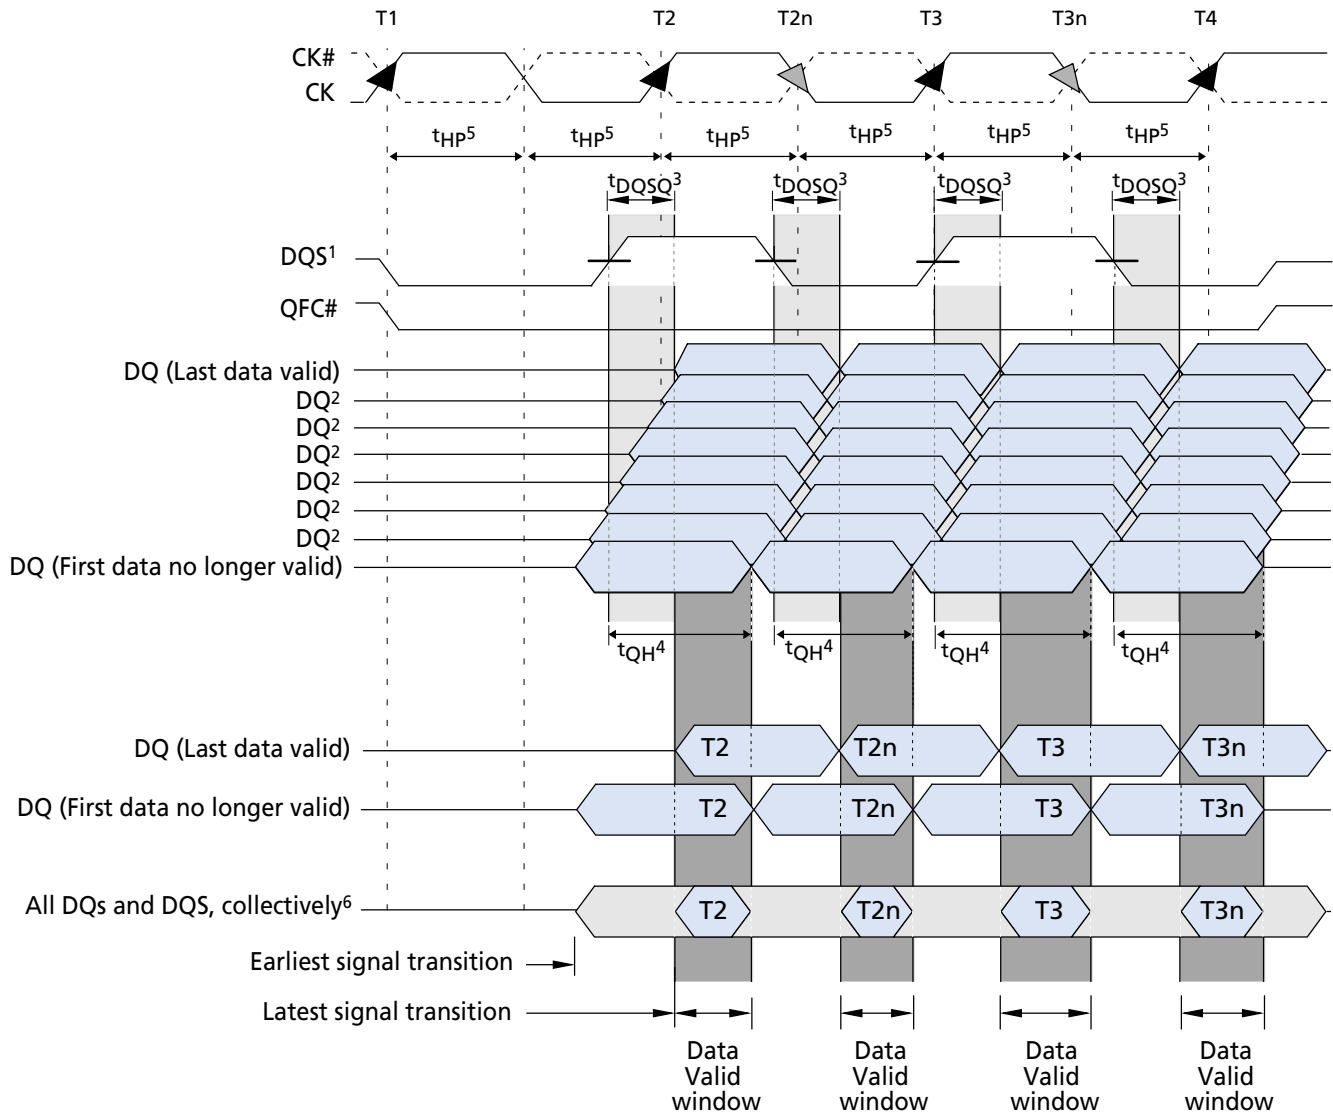 T1 T2 T2n T3 T3n T4
CK#
CK
tHP5 tHP5 tHP5 tHP5 tHP5 tHP5
tDQSQ3 tDQSQ3 tDQSQ3 tDQSQ3
DQS1
QFC#
DQ (Last data valid)
DQ2
DQ2
DQ2
DQ2
DQ2
DQ2
DQ (First data no longer valid)
tQH4 tQH4 tQH4 tQH4
DQ (Last data valid) T2 T2n T3 T3n
DQ (First data no longer valid) T2 T2n T3 T3n
All DQs and DQS, collectively6 T2 T2n T3 T3n
Earliest signal transition
Latest signal transition
Data Data Data Data
Valid Valid Valid Valid
window window window window